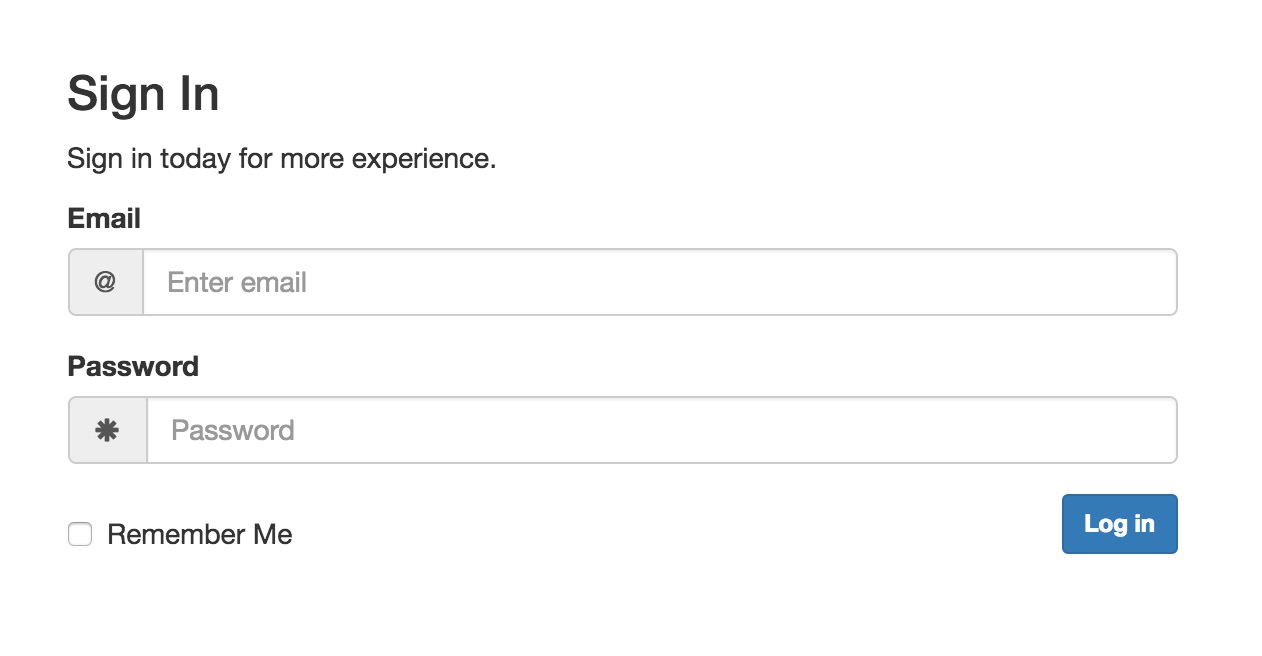 Sign In
Sign in today for more experience.
Email
@ Enter email
Password
✱ Password
Remember Me
Log in